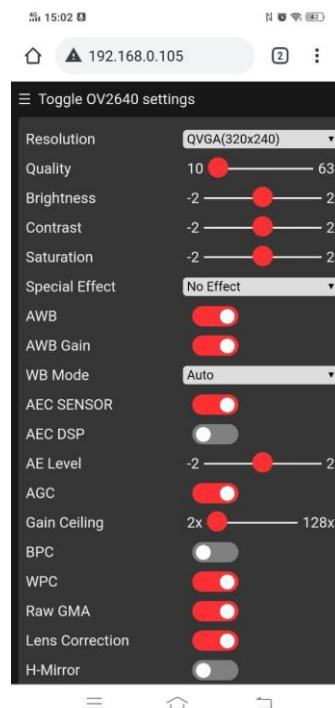 4G 15:02
42
192.168.0.105
2
Toggle OV2640 settings
Resolution QVGA(320x240)
Quality 10 63
Brightness -2 2
Contrast -2 2
Saturation -2 2
Special Effect No Effect
AWB
AWB Gain
WB Mode Auto
AEC SENSOR
AEC DSP
AE Level -2 2
AGC
Gain Ceiling 2x 128x
BPC
WPC
Raw GMA
Lens Correction
H-Mirror